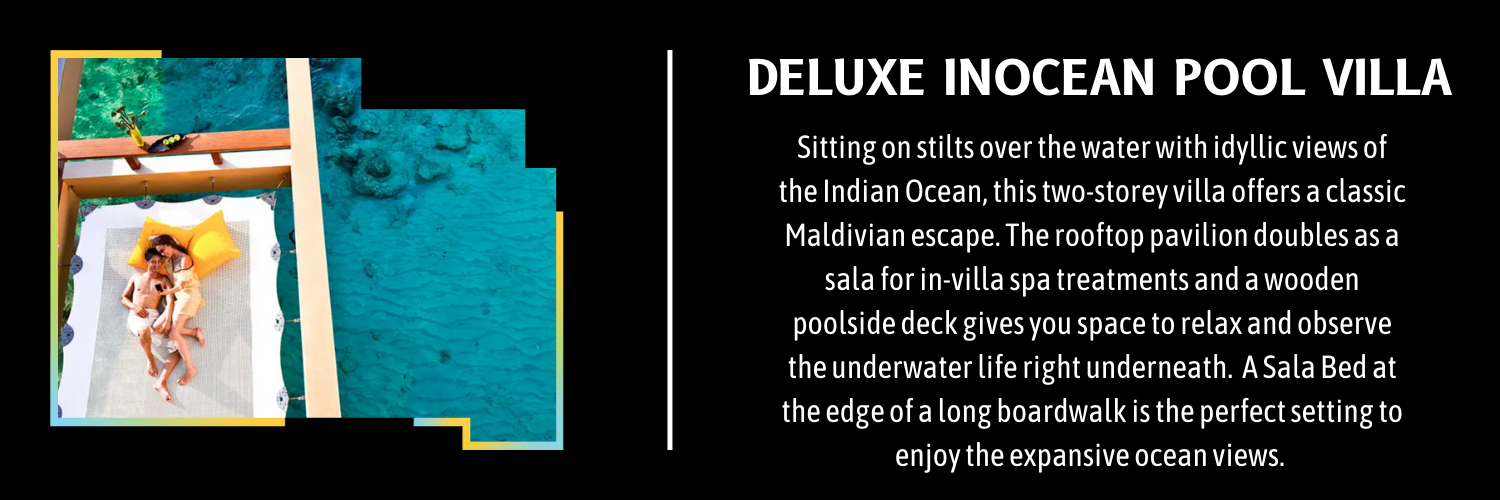 DELUXE INOCEAN POOL VILLA
Sitting on stilts over the water with idyllic views of
the Indian Ocean, this two-storey villa offers a classic
Maldivian escape. The rooftop pavilion doubles as a
sala for in-villa spa treatments and a wooden
poolside deck gives you space to relax and observe
the underwater life right underneath. A Sala Bed at
the edge of a long boardwalk is the perfect setting to
enjoy the expansive ocean views.